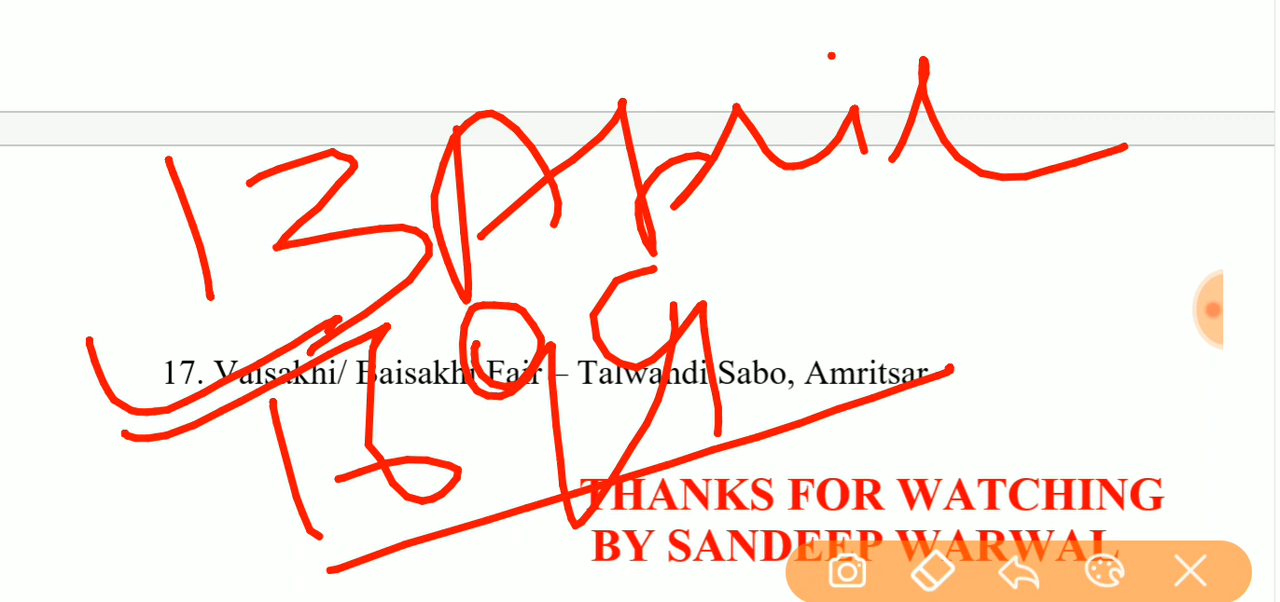 13 April
1699
17. Vaisakhi/ Baisakhi Fair – Talwandi Sabo, Amritsar
THANKS FOR WATCHING
BY SANDEEP WARWAL